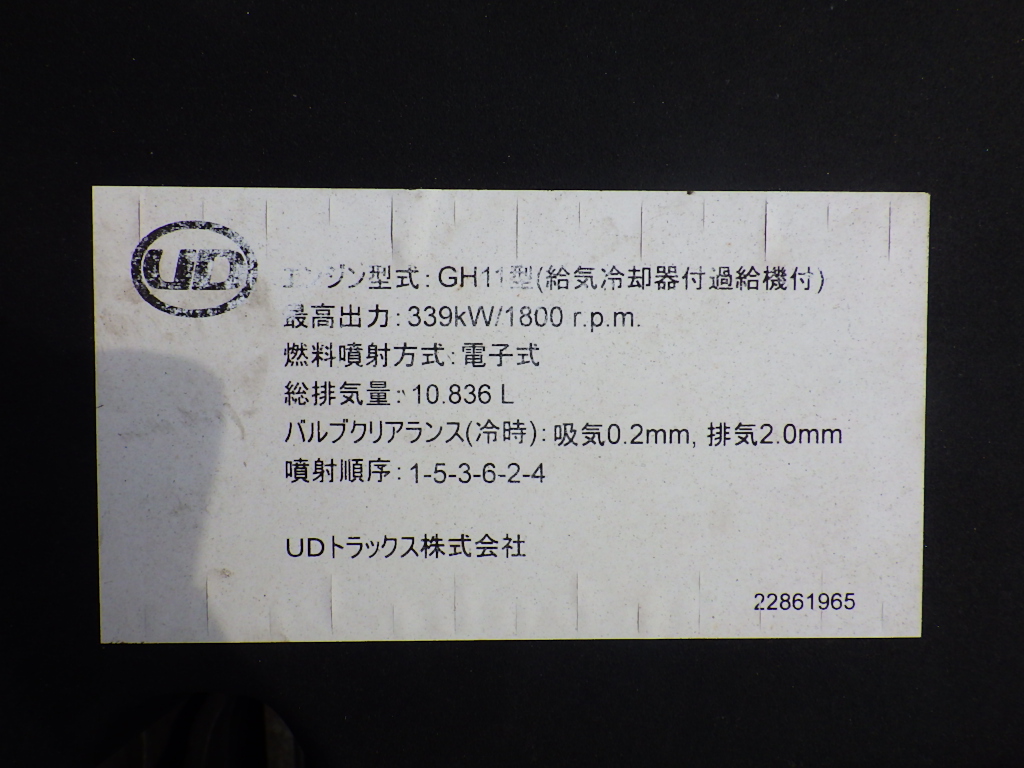 UD
エンジン型式:GH11型(給気冷却器付過給機付)
最高出力:339kW/1800 r.p.m.
燃料噴射方式:電子式
総排気量:10.836 L
バルブクリアランス(冷時):吸気0.2mm, 排気2.0mm
噴射順序:1-5-3-6-2-4
UDトラックス株式会社
22861965